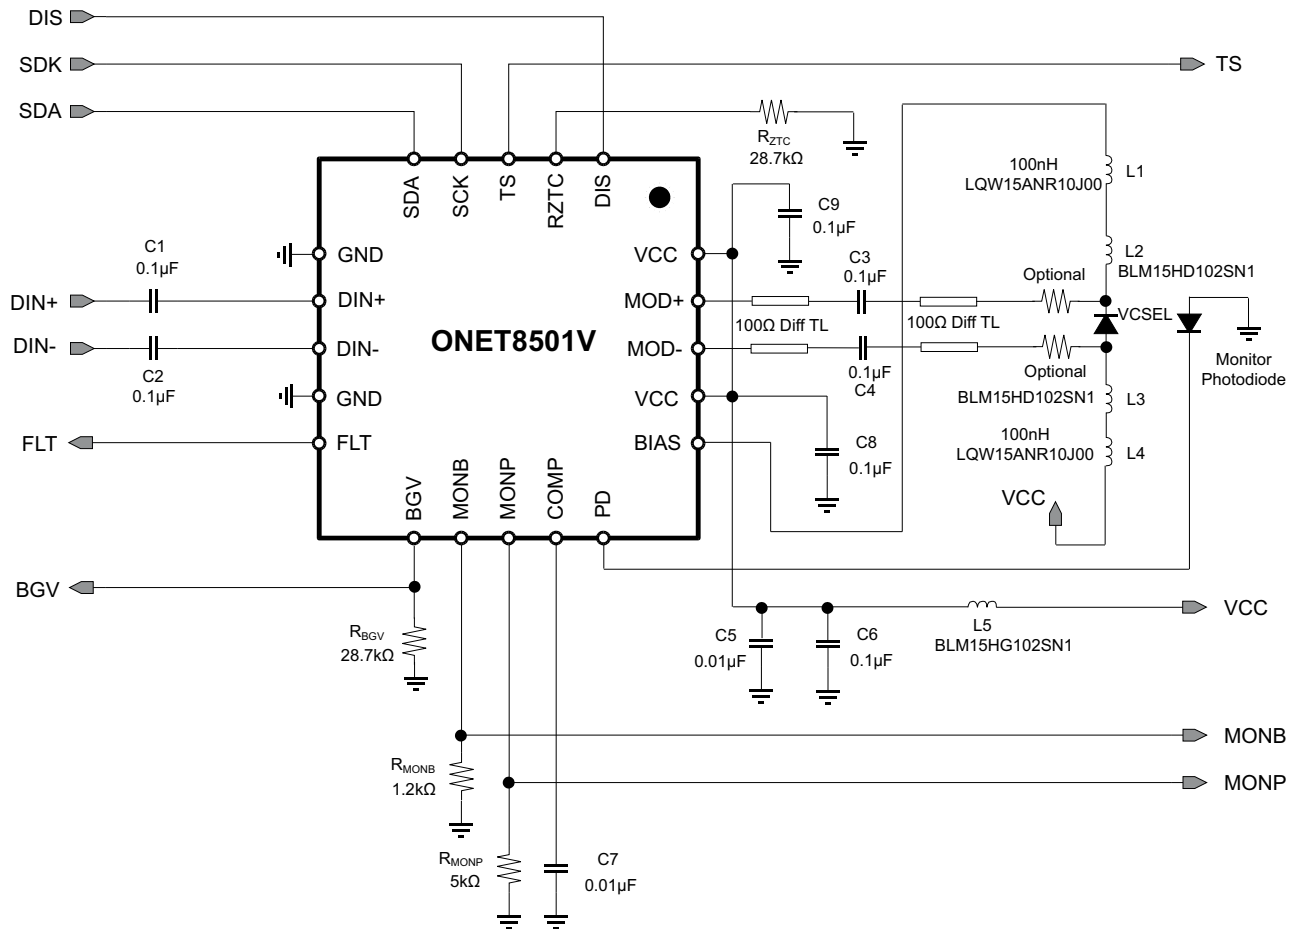 DIS
SDK
SDA
TS
R_ZTC
28.7kΩ
SDA
SCK
TS
RZTC
DIS
100nH
LQW15ANR10J00
L1
C9
0.1µF
L2
BLM15HD102SN1
C1
0.1µF
GND
VCC
C3
0.1µF
Optional
DIN+
DIN+
MOD+
100Ω Diff TL
100Ω Diff TL
VCSEL
ONET8501V
DIN-
DIN-
MOD-
Monitor
Photodiode
C2
0.1µF
0.1µF
C4
Optional
BLM15HD102SN1
L3
GND
VCC
FLT
FLT
BIAS
C8
0.1µF
100nH
LQW15ANR10J00
L4
VCC
BGV
MONB
MONP
COMP
PD
BGV
VCC
R_BGV
28.7kΩ
C5
0.01µF
C6
0.1µF
L5
BLM15HG102SN1
MONB
R_MONB
1.2kΩ
MONP
R_MONP
5kΩ
C7
0.01µF